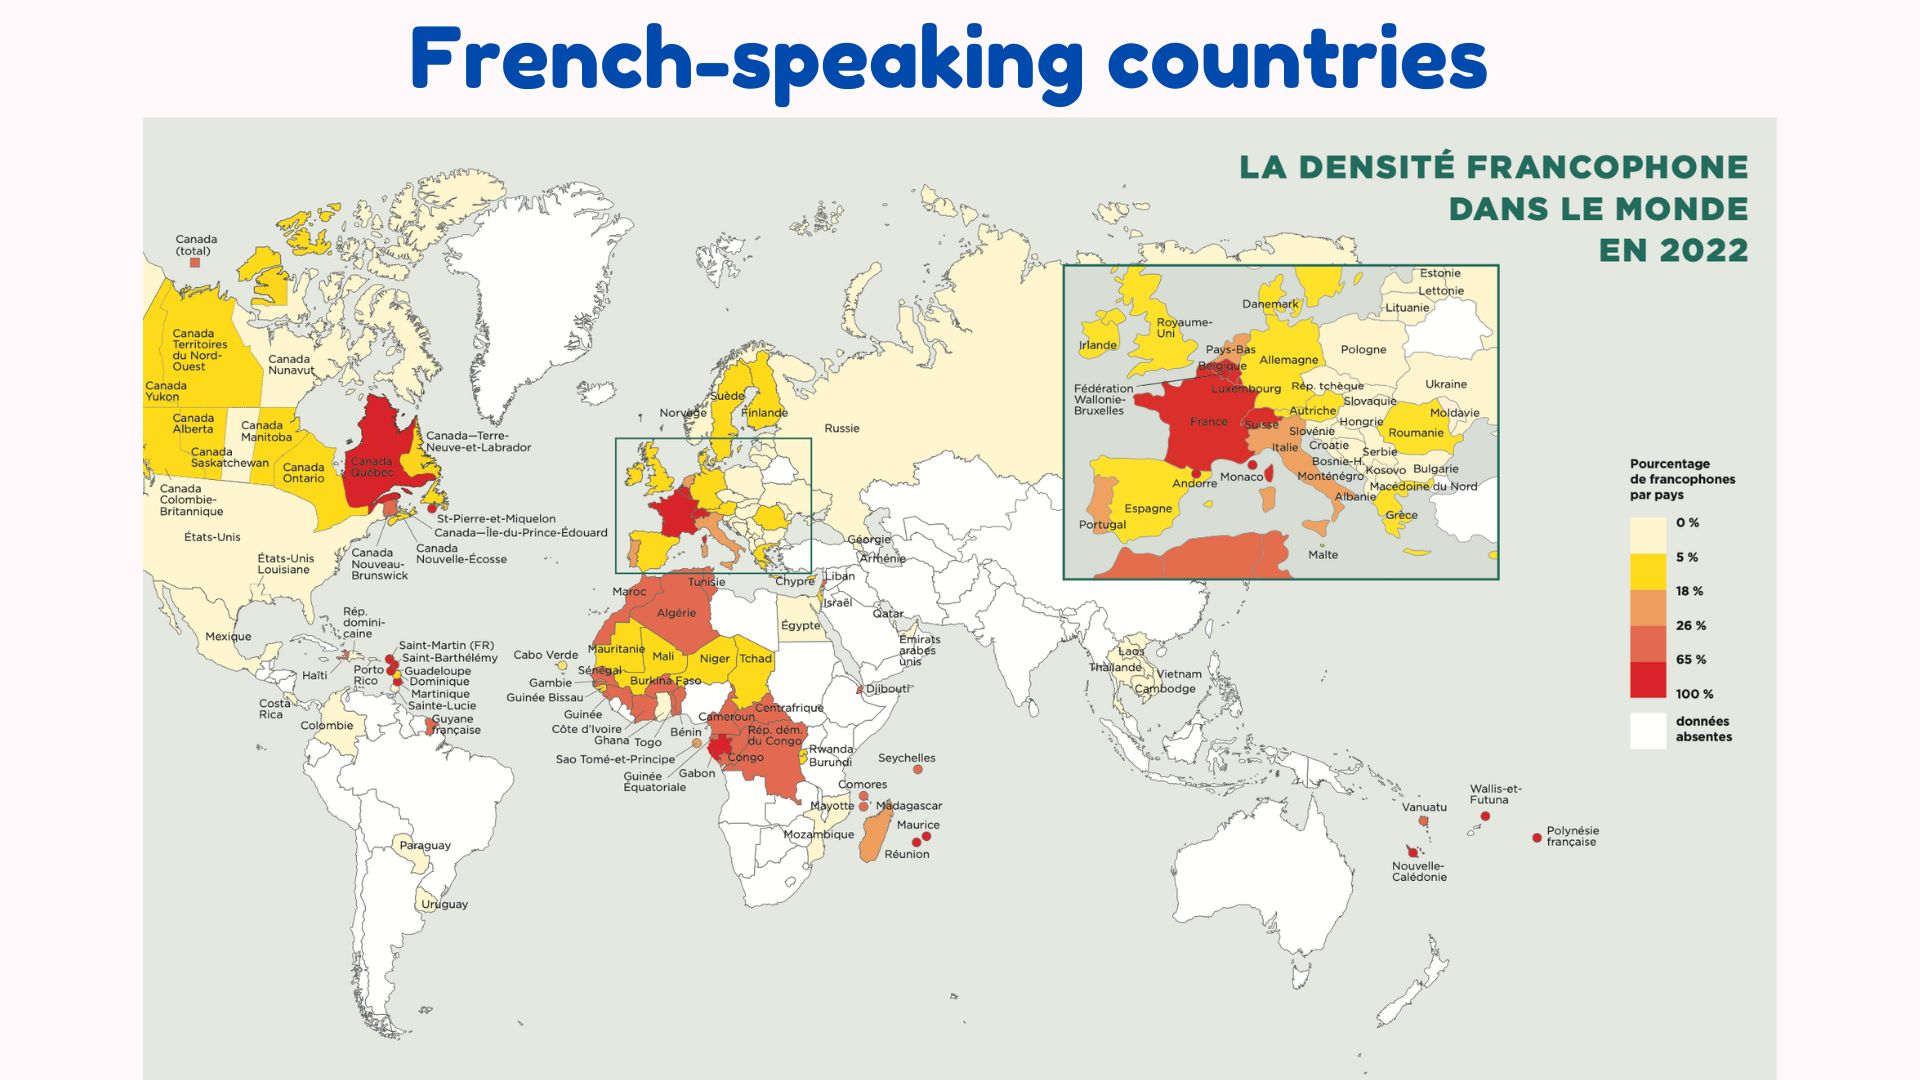 French-speaking countries
LA DENSITÉ FRANCOPHONE
DANS LE MONDE
EN 2022
Canada
(total)
Canada
Territoires
du Nord-
Ouest
Canada
Nunavut
Canada
Yukon
Canada
Alberta
Canada
Manitoba
Canada
Saskatchewan
Canada
Ontario
Canada
Québec
Canada—Terre-
Neuve-et-Labrador
Canada
Colombie-
Britannique
St-Pierre-et-Miquelon
Canada—Île-du-Prince-Édouard
Canada
Nouvelle-Écosse
Canada
Nouveau-
Brunswick
États-Unis
États-Unis
Louisiane
Mexique
Rép.
domini-
caine
Haïti
Porto
Rico
Saint-Martin (FR)
Saint-Barthélémy
Guadeloupe
Dominique
Martinique
Sainte-Lucie
Costa
Rica
Colombie
Guyane
française
Paraguay
Uruguay
Norvège
Suède
Finlande
Russie
Géorgie
Arménie
Chypre
Liban
Israël
Qatar
Émirats
arabes
unis
Égypte
Tunisie
Maroc
Algérie
Mauritanie
Mali
Niger
Tchad
Cabo Verde
Sénégal
Gambie
Guinée Bissau
Burkina Faso
Guinée
Côte d’Ivoire
Ghana
Togo
Bénin
Sao Tomé-et-Principe
Guinée
Équatoriale
Gabon
Cameroun
Centrafrique
Rép. dém.
du Congo
Congo
Rwanda
Burundi
Djibouti
Seychelles
Comores
Mayotte
Madagascar
Maurice
Réunion
Mozambique
Laos
Thaïlande
Vietnam
Cambodge
Vanuatu
Wallis-et-
Futuna
Nouvelle-
Calédonie
Polynésie
française
Estonie
Lettonie
Lituanie
Danemark
Royaume-
Uni
Irlande
Pays-Bas
Belgique
Allemagne
Pologne
Fédération
Wallonie-
Bruxelles
Luxembourg
Rép. tchèque
Ukraine
Slovaquie
Autriche
Moldavie
France
Suisse
Hongrie
Slovénie
Roumanie
Italie
Croatie
Serbie
Bosnie-H.
Kosovo
Bulgarie
Andorre
Monaco
Monténégro
Macédoine du Nord
Albanie
Espagne
Portugal
Grèce
Malte
Pourcentage
de francophones
par pays
0 %
5 %
18 %
26 %
65 %
100 %
données
absentes